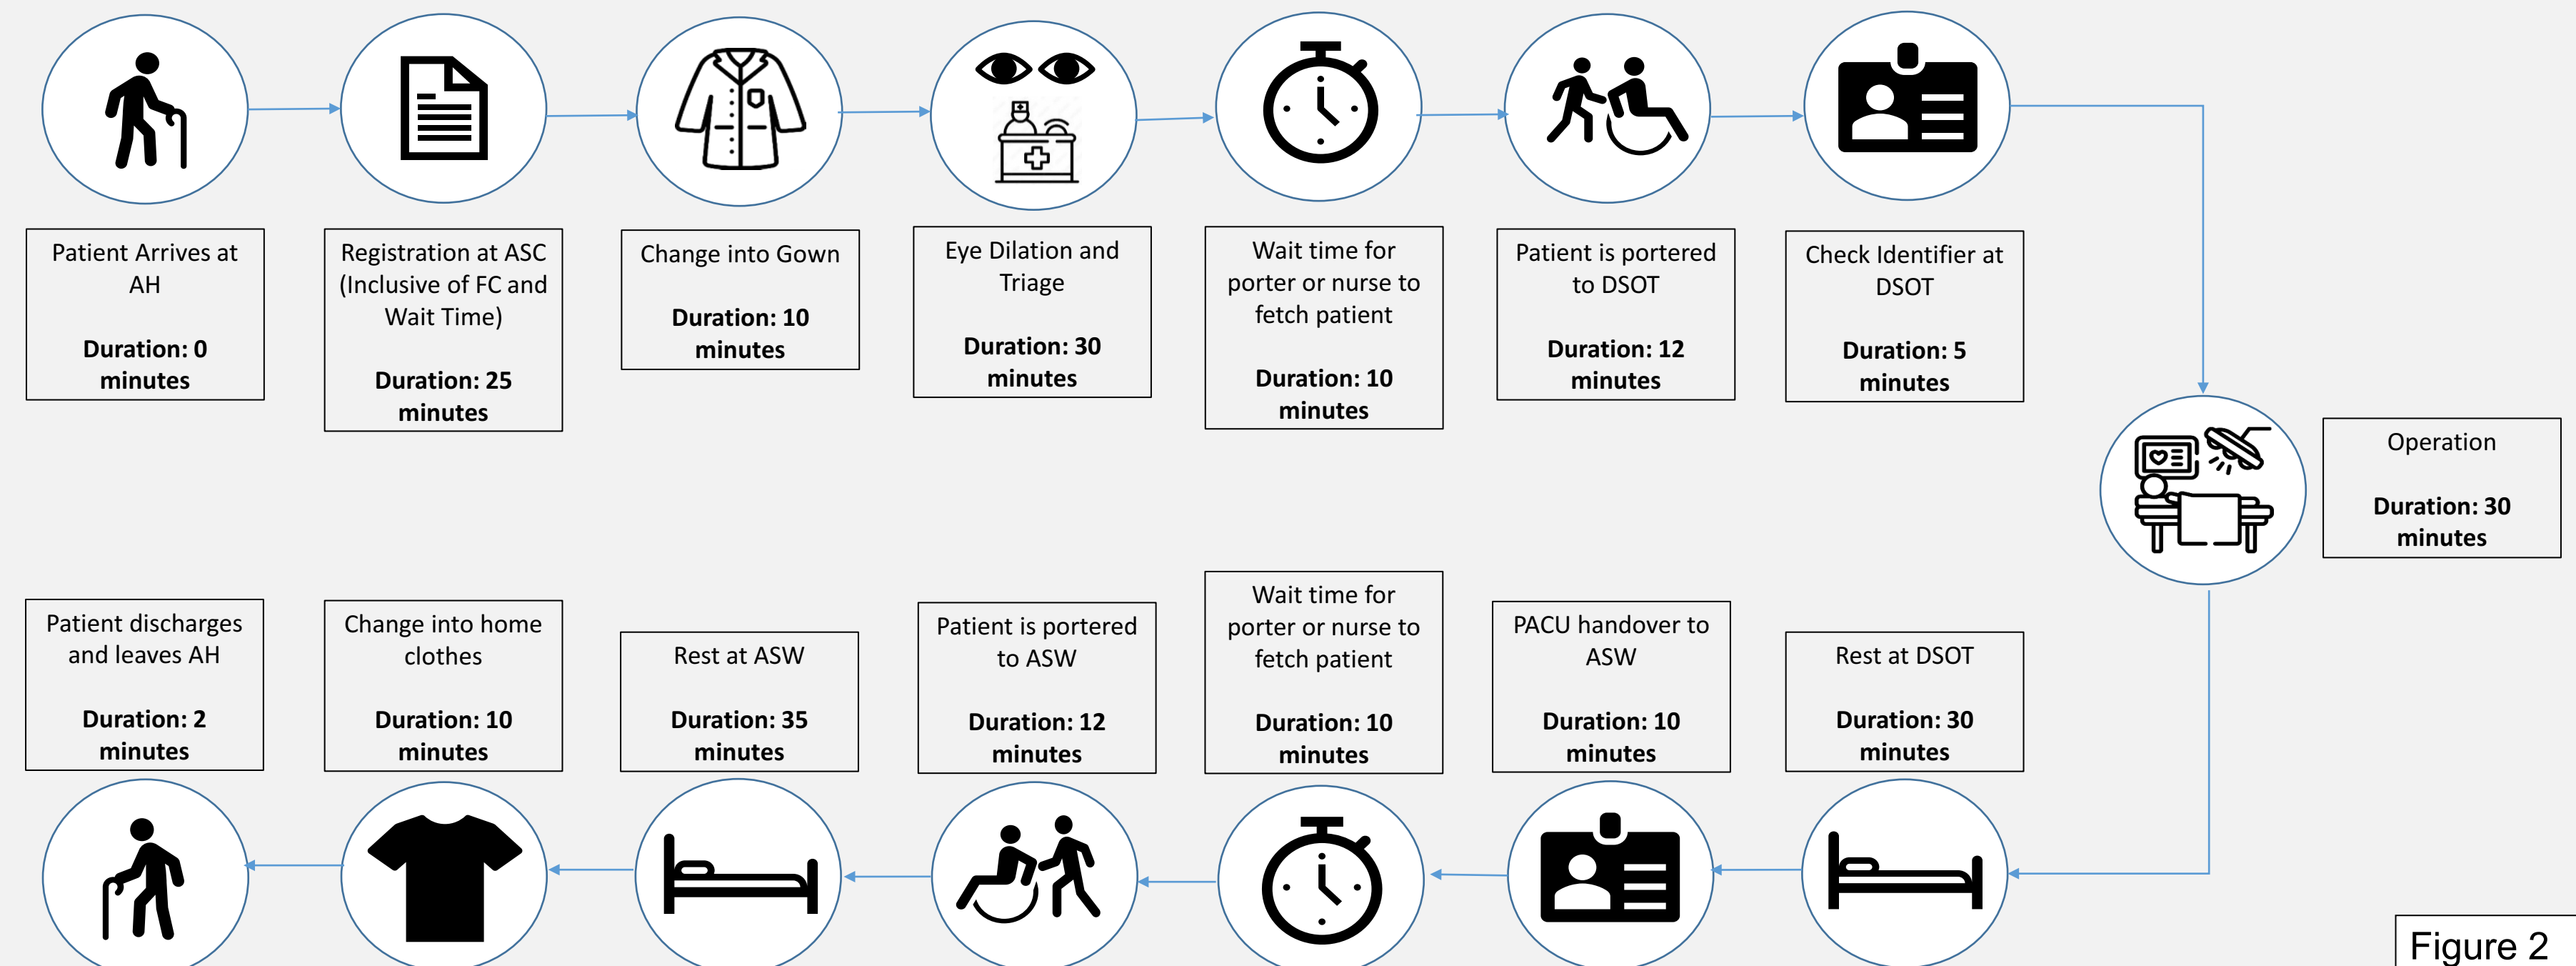 Patient Arrives at
AH
Duration: 0
minutes
Registration at ASC
(Inclusive of FC and
Wait Time)
Duration: 25
minutes
Change into Gown
Duration: 10
minutes
Eye Dilation and
Triage
Duration: 30
minutes
Wait time for
porter or nurse to
fetch patient
Duration: 10
minutes
Patient is portered
to DSOT
Duration: 12
minutes
Check Identifier at
DSOT
Duration: 5
minutes
Operation
Duration: 30
minutes
Rest at DSOT
Duration: 30
minutes
PACU handover to
ASW
Duration: 10
minutes
Wait time for
porter or nurse to
fetch patient
Duration: 10
minutes
Patient is portered
to ASW
Duration: 12
minutes
Rest at ASW
Duration: 35
minutes
Change into home
clothes
Duration: 10
minutes
Patient discharges
and leaves AH
Duration: 2
minutes
Figure 2